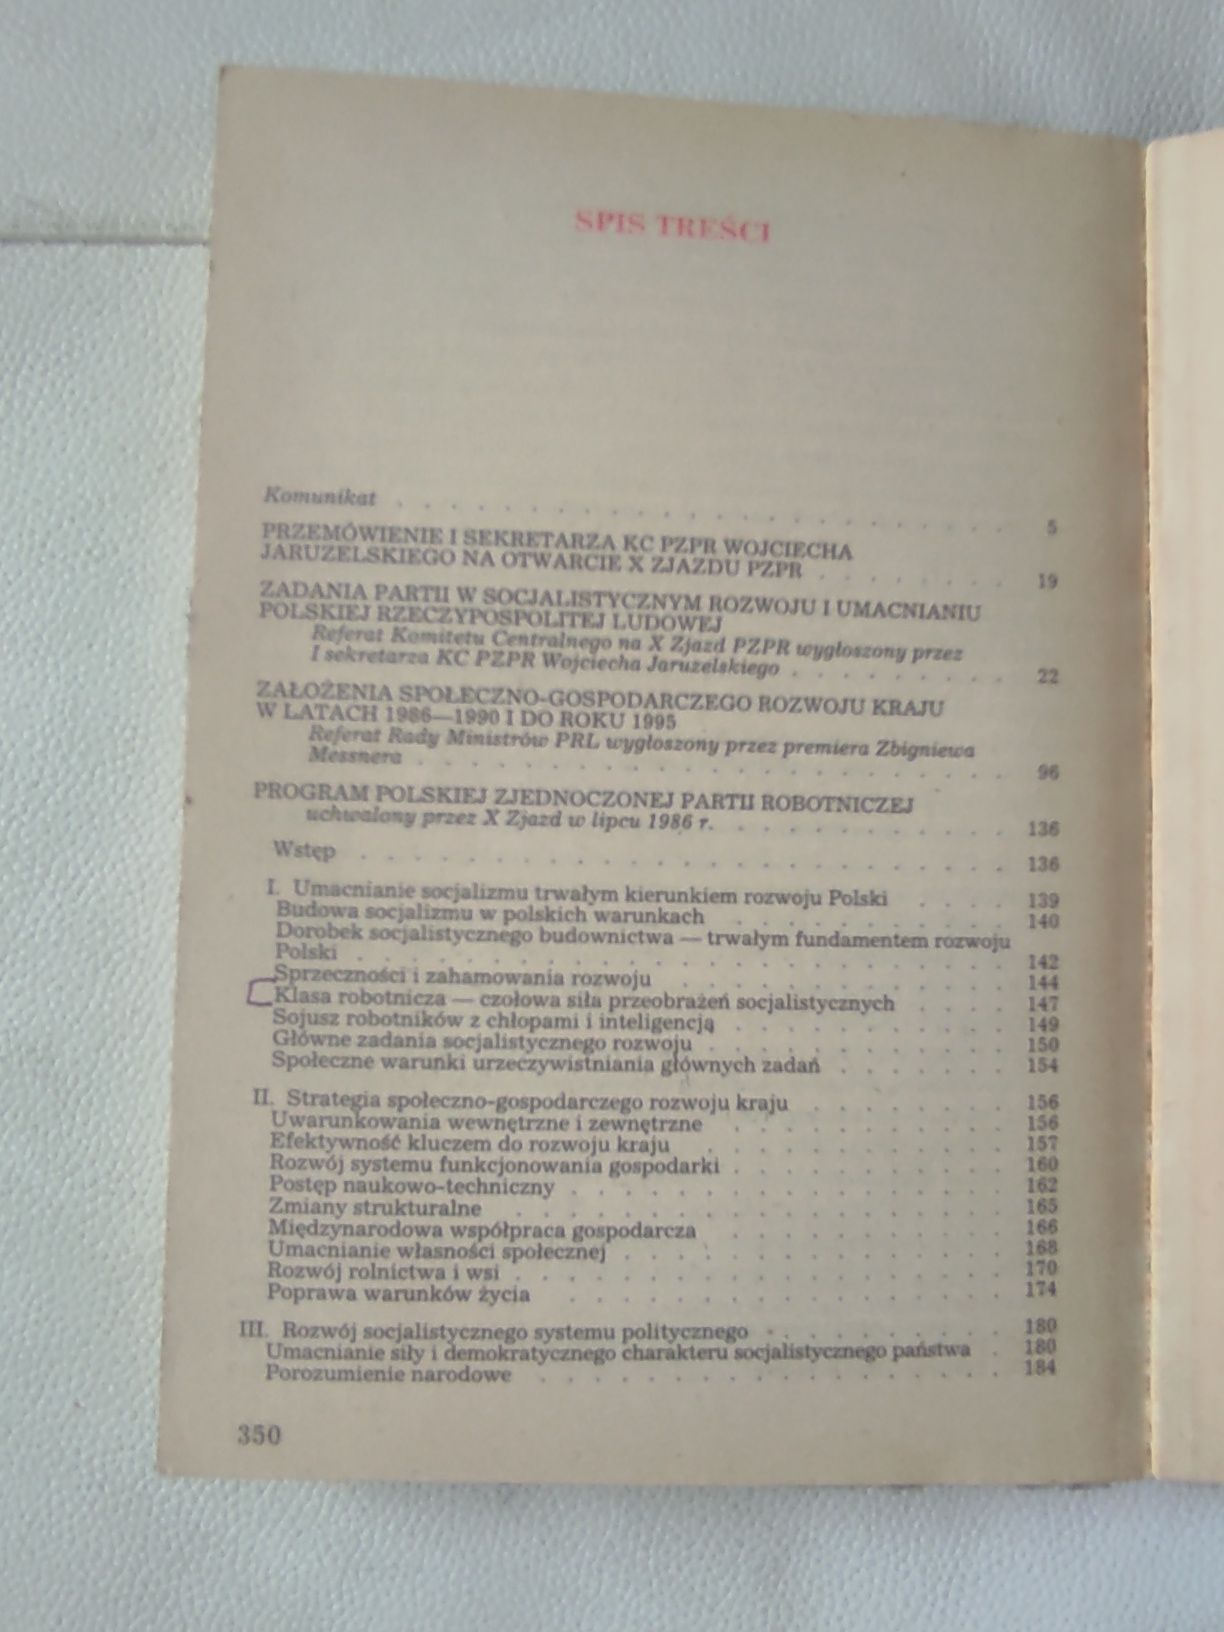 SPIS TREŚCI
Komunikat . . . . . . . . . . . . . . . . . . . . . . . 5
PRZEMÓWIENIE I SEKRETARZA KC PZPR WOJCIECHA
JARUZELSKIEGO NA OTWARCIE X ZJAZDU PZPR . . . . . . . . 19
ZADANIA PARTII W SOCJALISTYCZNYM ROZWOJU I UMACNIANIU
POLSKIEJ RZECZYPOSPOLITEJ LUDOWEJ
Referat Komitetu Centralnego na X Zjazd PZPR wygłoszony przez
I sekretarza KC PZPR Wojciecha Jaruzelskiego . . . . . . . . . 22
ZAŁOŻENIA SPOŁECZNO-GOSPODARCZEGO ROZWOJU KRAJU
W LATACH 1986—1990 I DO ROKU 1995
Referat Rady Ministrów PRL wygłoszony przez premiera Zbigniewa
Messnera . . . . . . . . . . . . . . . . . . . . . . . 96
PROGRAM POLSKIEJ ZJEDNOCZONEJ PARTII ROBOTNICZEJ
uchwalony przez X Zjazd w lipcu 1986 r. . . . . . . . . . . . 136
Wstęp . . . . . . . . . . . . . . . . . . . . . . . . . 136
I. Umacnianie socjalizmu trwałym kierunkiem rozwoju Polski . . . . 139
Budowa socjalizmu w polskich warunkach . . . . . . . . . . . 140
Dorobek socjalistycznego budownictwa — trwałym fundamentem rozwoju
Polski . . . . . . . . . . . . . . . . . . . . . . . . . 142
Sprzeczności i zahamowania rozwoju . . . . . . . . . . . . 144
Klasa robotnicza — czołowa siła przeobrażeń socjalistycznych . . . . 147
Sojusz robotników z chłopami i inteligencją . . . . . . . . . . . 149
Główne zadania socjalistycznego rozwoju . . . . . . . . . . . . 150
Społeczne warunki urzeczywistniania głównych zadań . . . . . . . 154
II. Strategia społeczno-gospodarczego rozwoju kraju . . . . . . . . 156
Uwarunkowania wewnętrzne i zewnętrzne . . . . . . . . . . . 156
Efektywność kluczem do rozwoju kraju . . . . . . . . . . . . 157
Rozwój systemu funkcjonowania gospodarki . . . . . . . . . . . 160
Postęp naukowo-techniczny . . . . . . . . . . . . . . . . . 162
Zmiany strukturalne . . . . . . . . . . . . . . . . . . . 165
Międzynarodowa współpraca gospodarcza . . . . . . . . . . . 166
Umacnianie własności społecznej . . . . . . . . . . . . . . . 168
Rozwój rolnictwa i wsi . . . . . . . . . . . . . . . . . . . 170
Poprawa warunków życia . . . . . . . . . . . . . . . . . 174
III. Rozwój socjalistycznego systemu politycznego . . . . . . . . . 180
Umacnianie siły i demokratycznego charakteru socjalistycznego państwa . 180
Porozumienie narodowe . . . . . . . . . . . . . . . . . . 184
350